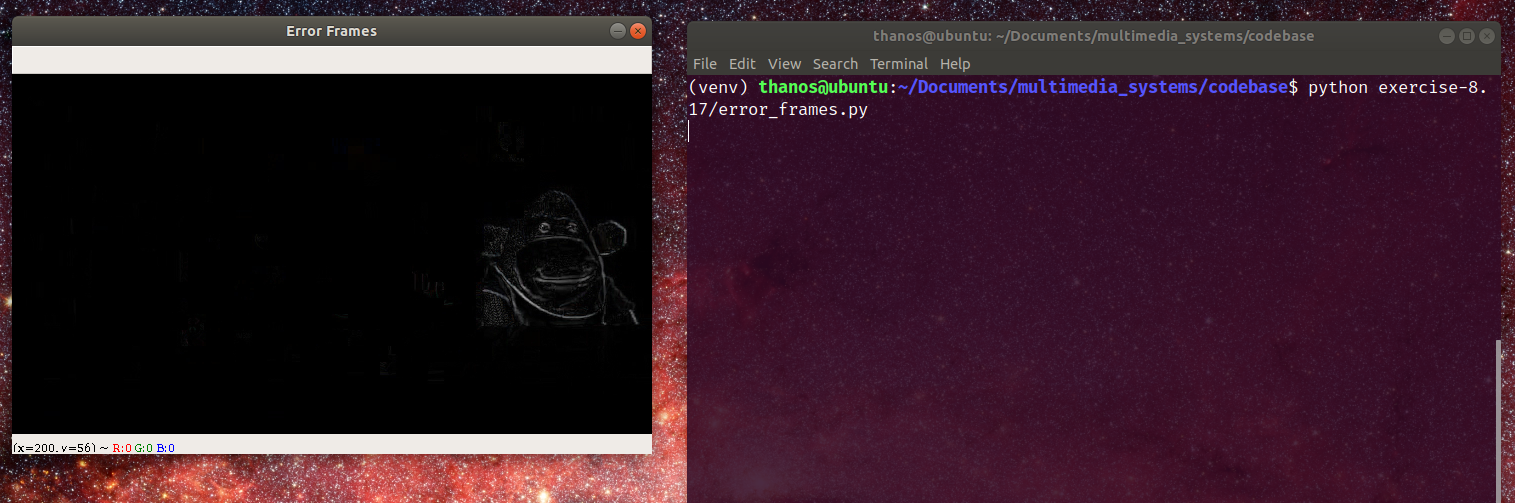 Error Frames
(x=200, y=56) ~ R:0 G:0 B:0
thanos@ubuntu: ~/Documents/multimedia_systems/codebase
File Edit View Search Terminal Help
(venv) thanos@ubuntu:~/Documents/multimedia_systems/codebase$ python exercise-8.
17/error_frames.py